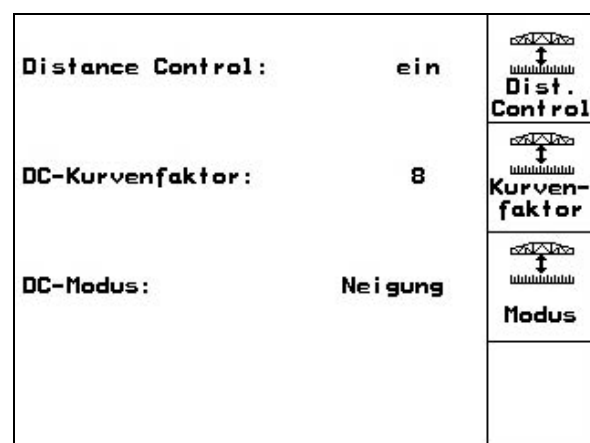 Distance Control: ein
DC-Kurvenfaktor: 8
DC-Modus: Neigung
Dist.
Control
Kurven-
faktor
Modus